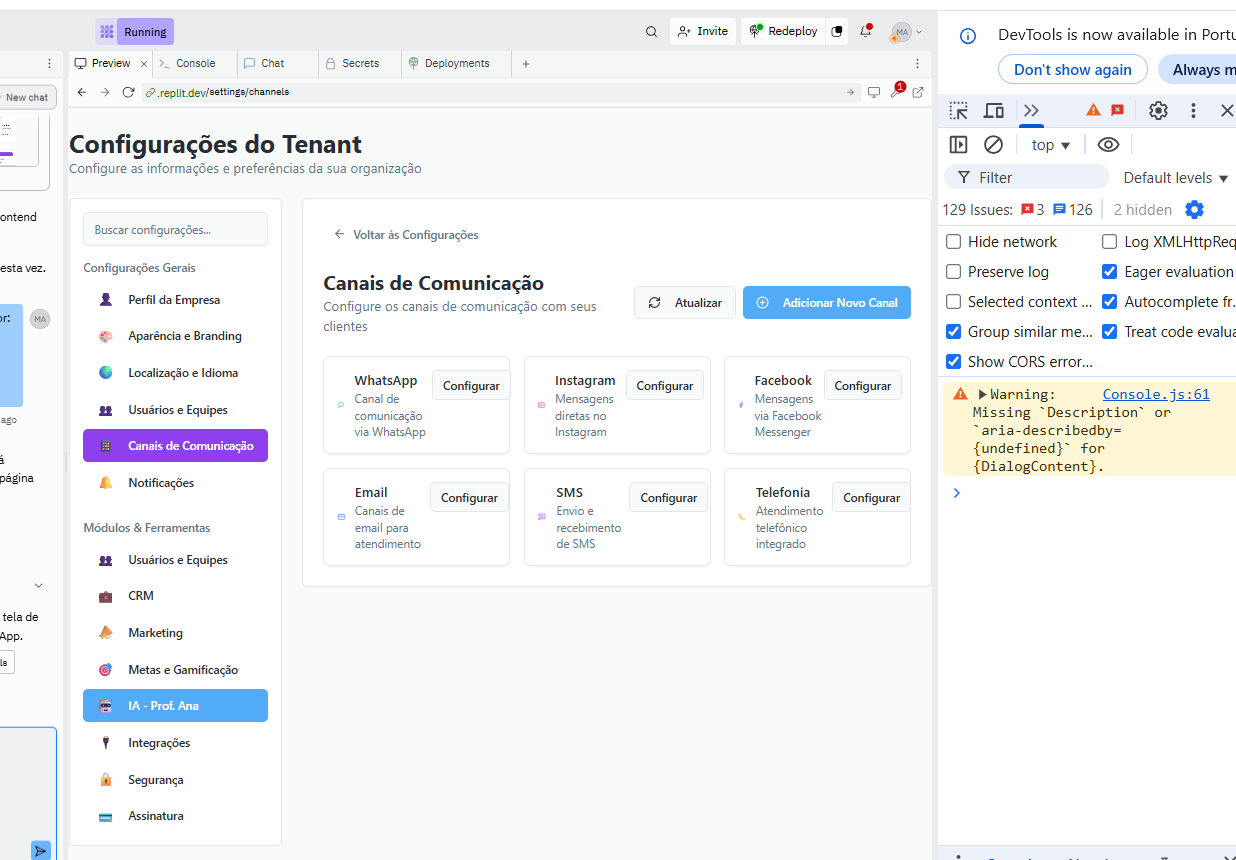 Running
Invite
Redeploy
MA
Preview
Console
Chat
Secrets
Deployments
New chat
.replit.dev/settings/channels
1
ontend
esta vez.
or:
MA
ago
á
página
tela de
App.
ls
Configurações do Tenant
Configure as informações e preferências da sua organização
Buscar configurações...
Configurações Gerais
Perfil da Empresa
Aparência e Branding
Localização e Idioma
Usuários e Equipes
Canais de Comunicação
Notificações
Módulos & Ferramentas
Usuários e Equipes
CRM
Marketing
Metas e Gamificação
IA - Prof. Ana
Integrações
Segurança
Assinatura
Voltar às Configurações
Canais de Comunicação
Configure os canais de comunicação com seus
clientes
Atualizar
Adicionar Novo Canal
WhatsApp
Canal de
comunicação
via WhatsApp
Configurar
Instagram
Mensagens
diretas no
Instagram
Configurar
Facebook
Mensagens
via Facebook
Messenger
Configurar
Email
Canais de
email para
atendimento
Configurar
SMS
Envio e
recebimento
de SMS
Configurar
Telefonia
Atendimento
telefônico
integrado
Configurar
DevTools is now available in Portu
Don't show again
Always m
top
Filter
Default levels
129 Issues: 3 126
2 hidden
Hide network
Log XMLHttpReq
Preserve log
Eager evaluation
Selected context ...
Autocomplete fr.
Group similar me...
Treat code evalua
Show CORS error...
Warning: Console.js:61
Missing `Description` or
`aria-describedby=
{undefined}` for
{DialogContent}.